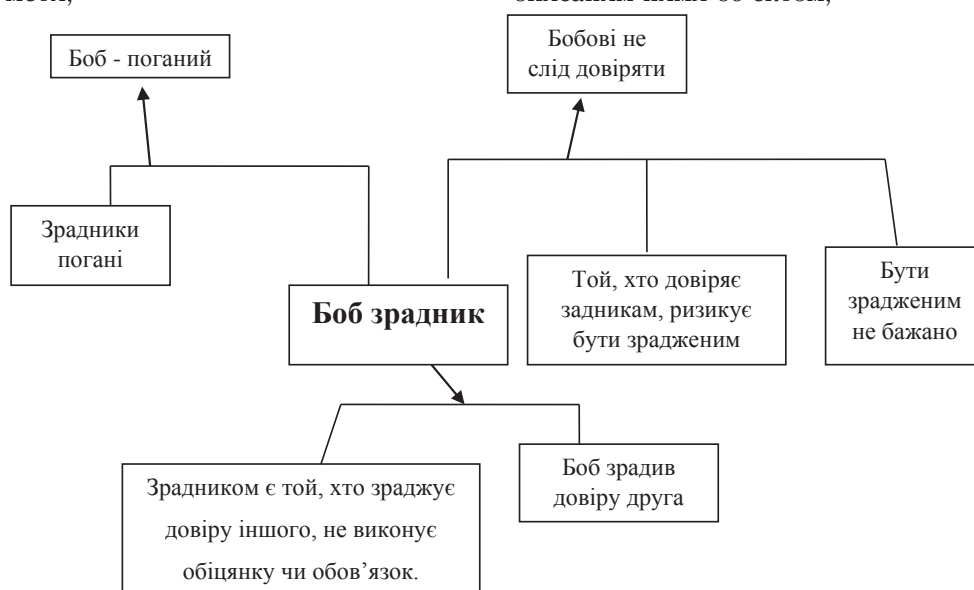 Боб - поганий
Бобові не
слід довіряти
Зрадники
погані
Боб зрадник
Той, хто довіряє
задникам, ризикує
бути зрадженим
Бути
зрадженим
не бажано
Зрадником є той, хто зраджує
довіру іншого, не виконує
обіцянку чи обов’язок.
Боб зрадив
довіру друга